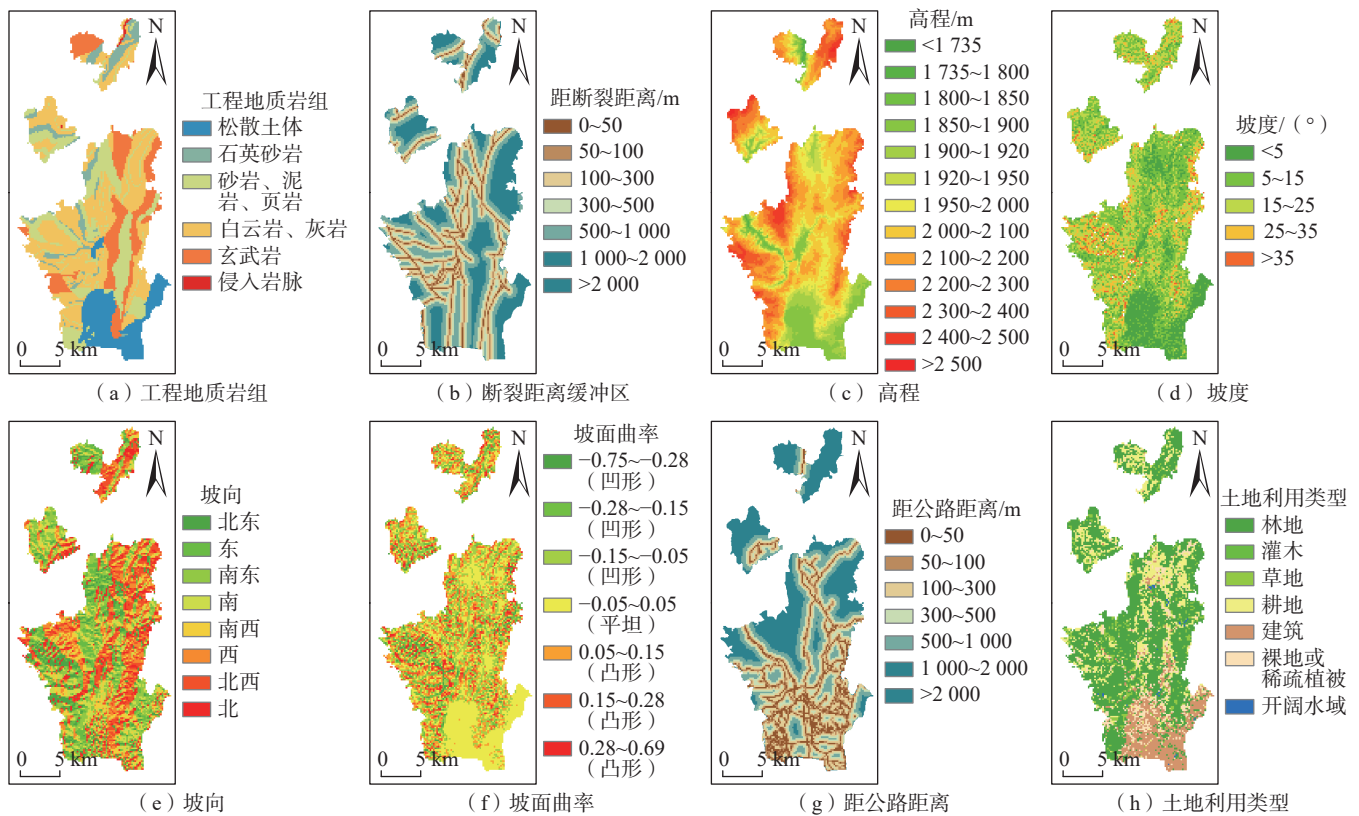 N
工程地质岩组
松散土体
石英砂岩
砂岩、泥
岩、页岩
白云岩、灰岩
玄武岩
侵入岩脉
0 5 km
（a）工程地质岩组
N
距断裂距离/m
0~50
50~100
100~300
300~500
500~1 000
1 000~2 000
>2 000
0 5 km
（b）断裂距离缓冲区
N
高程/m
<1 735
1 735~1 800
1 800~1 850
1 850~1 900
1 900~1 920
1 920~1 950
1 950~2 000
2 000~2 100
2 100~2 200
2 200~2 300
2 300~2 400
2 400~2 500
>2 500
0 5 km
（c）高程
N
坡度/（°）
<5
5~15
15~25
25~35
>35
0 5 km
（d）坡度
N
坡向
北东
东
南东
南
南西
西
北西
北
0 5 km
（e）坡向
N
坡面曲率
−0.75~−0.28
（凹形）
−0.28~−0.15
（凹形）
−0.15~−0.05
（凹形）
−0.05~0.05
（平坦）
0.05~0.15
（凸形）
0.15~0.28
（凸形）
0.28~0.69
（凸形）
0 5 km
（f）坡面曲率
N
距公路距离/m
0~50
50~100
100~300
300~500
500~1 000
1 000~2 000
>2 000
0 5 km
（g）距公路距离
N
土地利用类型
林地
灌木
草地
耕地
建筑
裸地或
稀疏植被
开阔水域
0 5 km
（h）土地利用类型